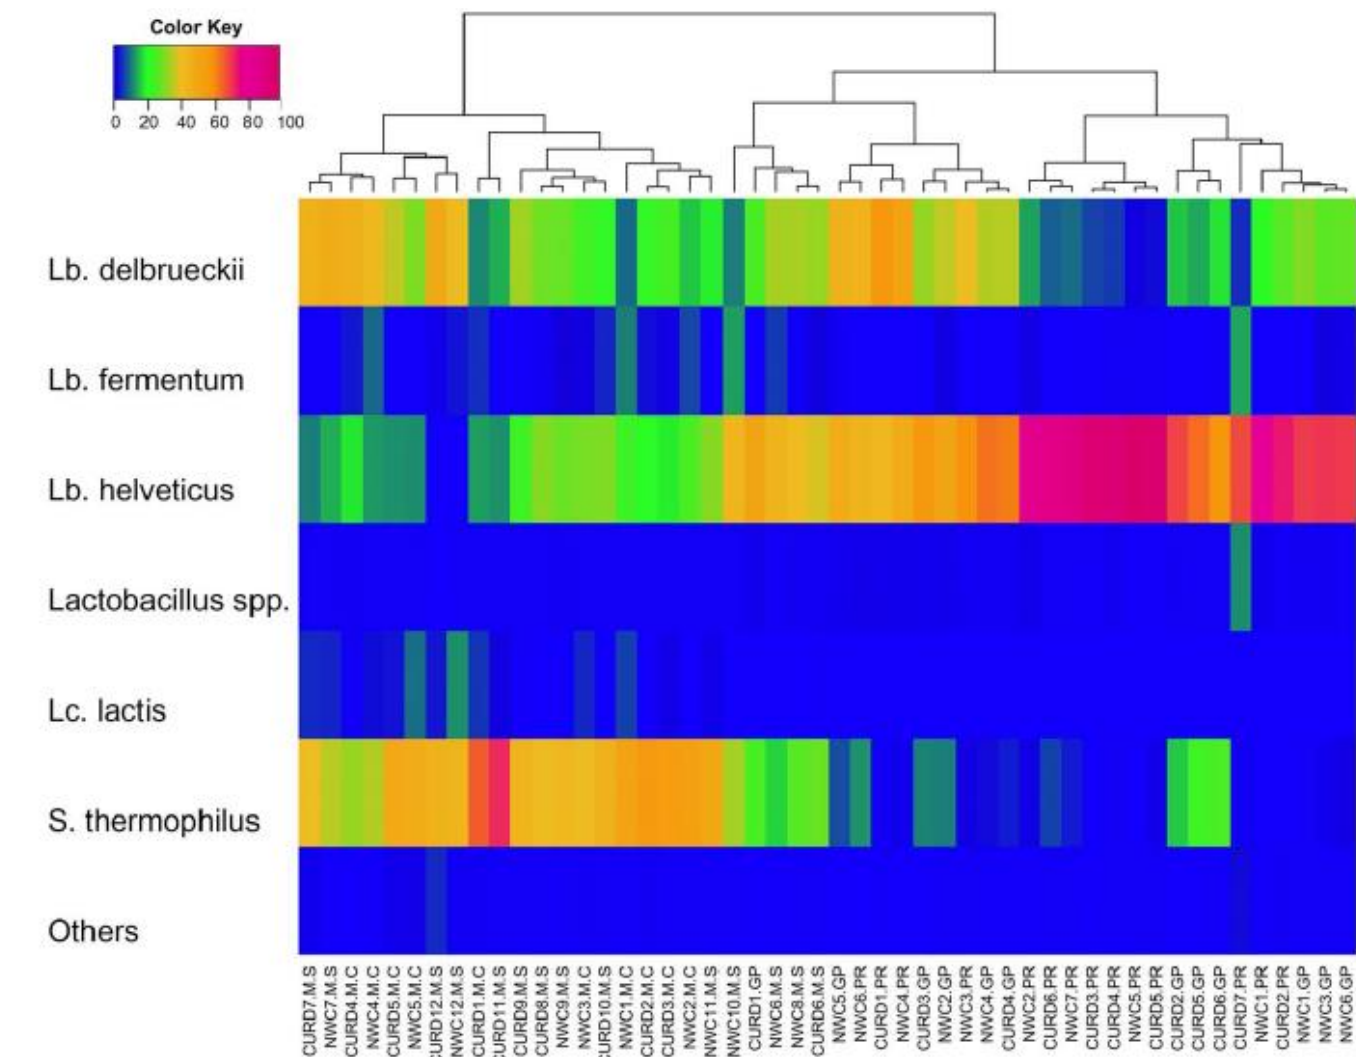 Color Key
0 20 40 60 80 100
Lb. delbrueckii
Lb. fermentum
Lb. helveticus
Lactobacillus spp.
Lc. lactis
S. thermophilus
Others
CURD7.M.S
NWC7.M.S
CURD4.M.C
NWC4.M.C
CURD5.M.C
NWC5.M.C
CURD12.M.S
NWC12.M.S
CURD1.M.C
CURD11.M.S
CURD9.M.S
CURD8.M.S
NWC9.M.S
NWC3.M.C
CURD10.M.S
NWC1.M.C
CURD2.M.C
CURD3.M.C
NWC2.M.C
NWC11.M.S
NWC10.M.S
CURD1.GP
NWC6.M.S
NWC8.M.S
CURD6.M.S
NWC5.GP
NWC6.PR
CURD1.PR
NWC4.PR
CURD3.GP
NWC2.GP
NWC3.PR
NWC4.GP
CURD4.GP
NWC2.PR
CURD6.PR
NWC7.PR
CURD3.PR
CURD4.PR
NWC5.PR
CURD5.PR
CURD2.GP
CURD5.GP
CURD6.GP
CURD7.PR
NWC1.PR
CURD2.PR
NWC1.GP
NWC3.GP
NWC6.GP